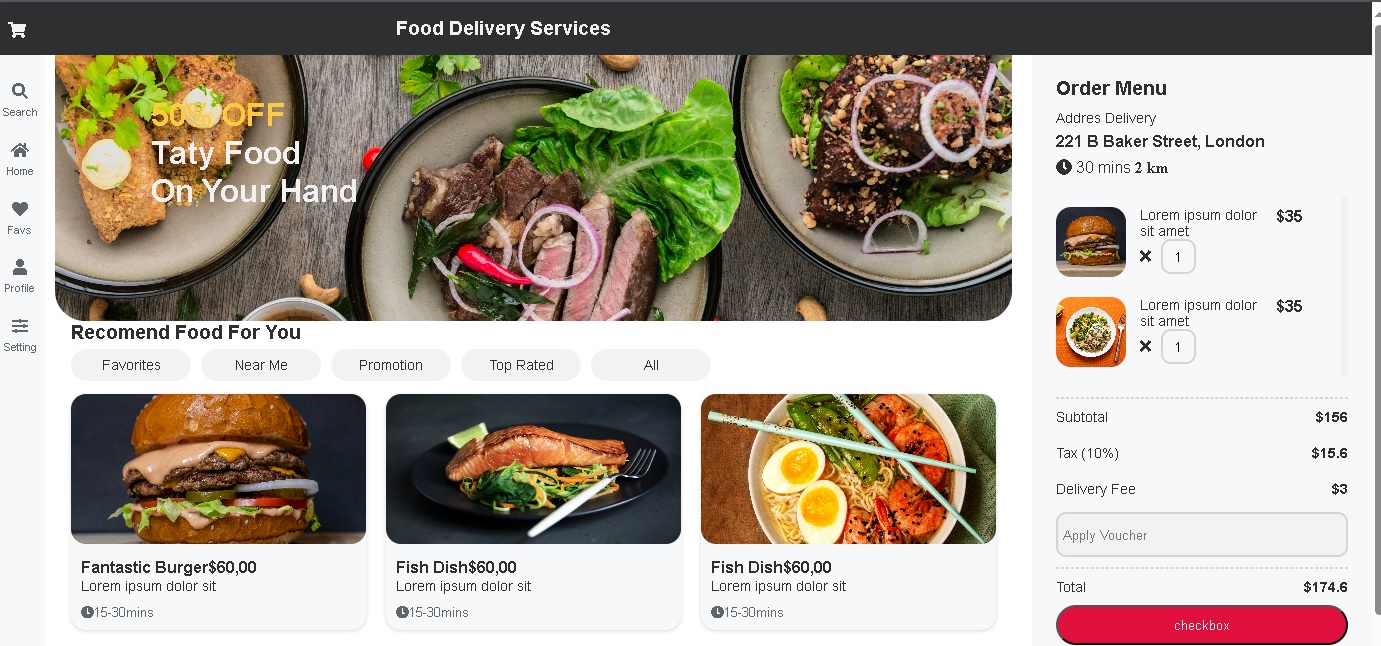 Food Delivery Services
Search
Home
Favs
Profile
Setting
50% OFF
Taty Food
On Your Hand
Recomend Food For You
Favorites
Near Me
Promotion
Top Rated
All
Fantastic Burger$60,00
Lorem ipsum dolor sit
15-30mins
Fish Dish$60,00
Lorem ipsum dolor sit
15-30mins
Fish Dish$60,00
Lorem ipsum dolor sit
15-30mins
Order Menu
Addres Delivery
221 B Baker Street, London
30 mins 2 km
Lorem ipsum dolor $35
sit amet
1
Lorem ipsum dolor $35
sit amet
1
Subtotal $156
Tax (10%) $15.6
Delivery Fee $3
Apply Voucher
Total $174.6
checkbox